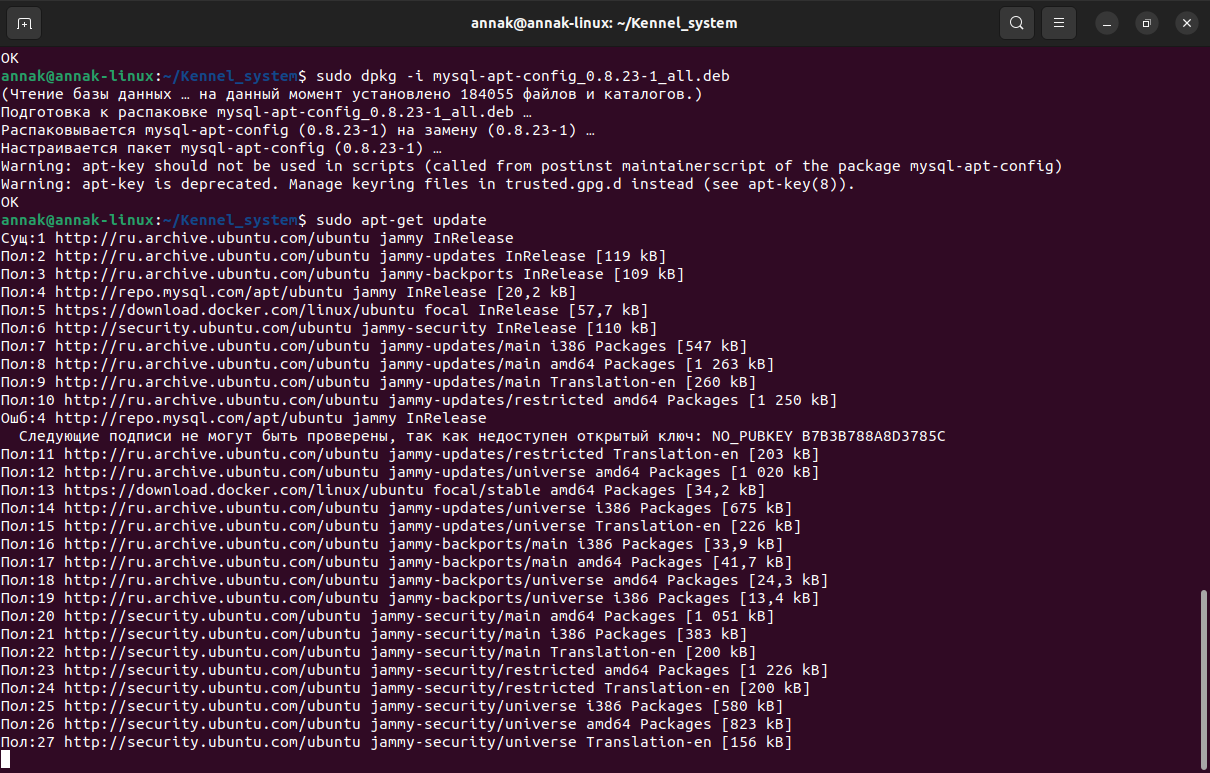 annak@annak-linux: ~/Kennel_system
OK
annak@annak-linux:~/Kennel_system$ sudo dpkg -i mysql-apt-config_0.8.23-1_all.deb
(Чтение базы данных … на данный момент установлено 184055 файлов и каталогов.)
Подготовка к распаковке mysql-apt-config_0.8.23-1_all.deb …
Распаковывается mysql-apt-config (0.8.23-1) на замену (0.8.23-1) …
Настраивается пакет mysql-apt-config (0.8.23-1) …
Warning: apt-key should not be used in scripts (called from postinst maintainerscript of the package mysql-apt-config)
Warning: apt-key is deprecated. Manage keyring files in trusted.gpg.d instead (see apt-key(8)).
OK
annak@annak-linux:~/Kennel_system$ sudo apt-get update
Сущ:1 http://ru.archive.ubuntu.com/ubuntu jammy InRelease
Пол:2 http://ru.archive.ubuntu.com/ubuntu jammy-updates InRelease [119 kB]
Пол:3 http://ru.archive.ubuntu.com/ubuntu jammy-backports InRelease [109 kB]
Пол:4 http://repo.mysql.com/apt/ubuntu jammy InRelease [20,2 kB]
Пол:5 https://download.docker.com/linux/ubuntu focal InRelease [57,7 kB]
Пол:6 http://security.ubuntu.com/ubuntu jammy-security InRelease [110 kB]
Пол:7 http://ru.archive.ubuntu.com/ubuntu jammy-updates/main i386 Packages [547 kB]
Пол:8 http://ru.archive.ubuntu.com/ubuntu jammy-updates/main amd64 Packages [1 263 kB]
Пол:9 http://ru.archive.ubuntu.com/ubuntu jammy-updates/main Translation-en [260 kB]
Пол:10 http://ru.archive.ubuntu.com/ubuntu jammy-updates/restricted amd64 Packages [1 250 kB]
Ошб:4 http://repo.mysql.com/apt/ubuntu jammy InRelease
Следующие подписи не могут быть проверены, так как недоступен открытый ключ: NO_PUBKEY B7B3B788A8D3785C
Пол:11 http://ru.archive.ubuntu.com/ubuntu jammy-updates/restricted Translation-en [203 kB]
Пол:12 http://ru.archive.ubuntu.com/ubuntu jammy-updates/universe amd64 Packages [1 020 kB]
Пол:13 https://download.docker.com/linux/ubuntu focal/stable amd64 Packages [34,2 kB]
Пол:14 http://ru.archive.ubuntu.com/ubuntu jammy-updates/universe i386 Packages [675 kB]
Пол:15 http://ru.archive.ubuntu.com/ubuntu jammy-updates/universe Translation-en [226 kB]
Пол:16 http://ru.archive.ubuntu.com/ubuntu jammy-backports/main i386 Packages [33,9 kB]
Пол:17 http://ru.archive.ubuntu.com/ubuntu jammy-backports/main amd64 Packages [41,7 kB]
Пол:18 http://ru.archive.ubuntu.com/ubuntu jammy-backports/universe amd64 Packages [24,3 kB]
Пол:19 http://ru.archive.ubuntu.com/ubuntu jammy-backports/universe i386 Packages [13,4 kB]
Пол:20 http://security.ubuntu.com/ubuntu jammy-security/main amd64 Packages [1 051 kB]
Пол:21 http://security.ubuntu.com/ubuntu jammy-security/main i386 Packages [383 kB]
Пол:22 http://security.ubuntu.com/ubuntu jammy-security/main Translation-en [200 kB]
Пол:23 http://security.ubuntu.com/ubuntu jammy-security/restricted amd64 Packages [1 226 kB]
Пол:24 http://security.ubuntu.com/ubuntu jammy-security/restricted Translation-en [200 kB]
Пол:25 http://security.ubuntu.com/ubuntu jammy-security/universe i386 Packages [580 kB]
Пол:26 http://security.ubuntu.com/ubuntu jammy-security/universe amd64 Packages [823 kB]
Пол:27 http://security.ubuntu.com/ubuntu jammy-security/universe Translation-en [156 kB]